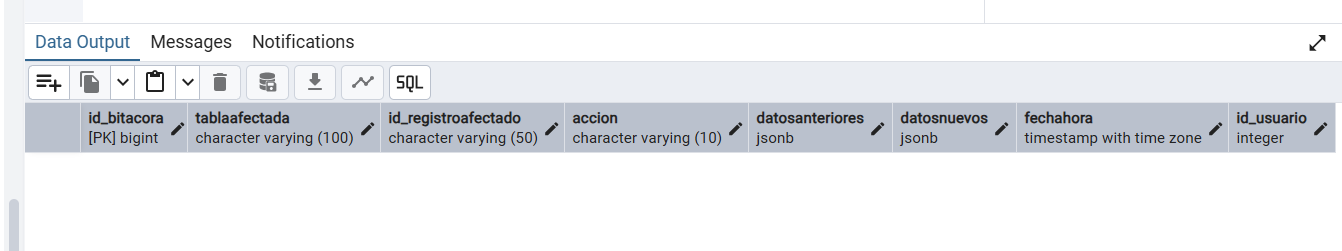 Data Output Messages Notifications
SQL
id_bitacora tablaafectada id_registroafectado accion datosanteriores datosnuevos fechahora id_usuario
[PK] bigint character varying (100) character varying (50) character varying (10) jsonb jsonb timestamp with time zone integer